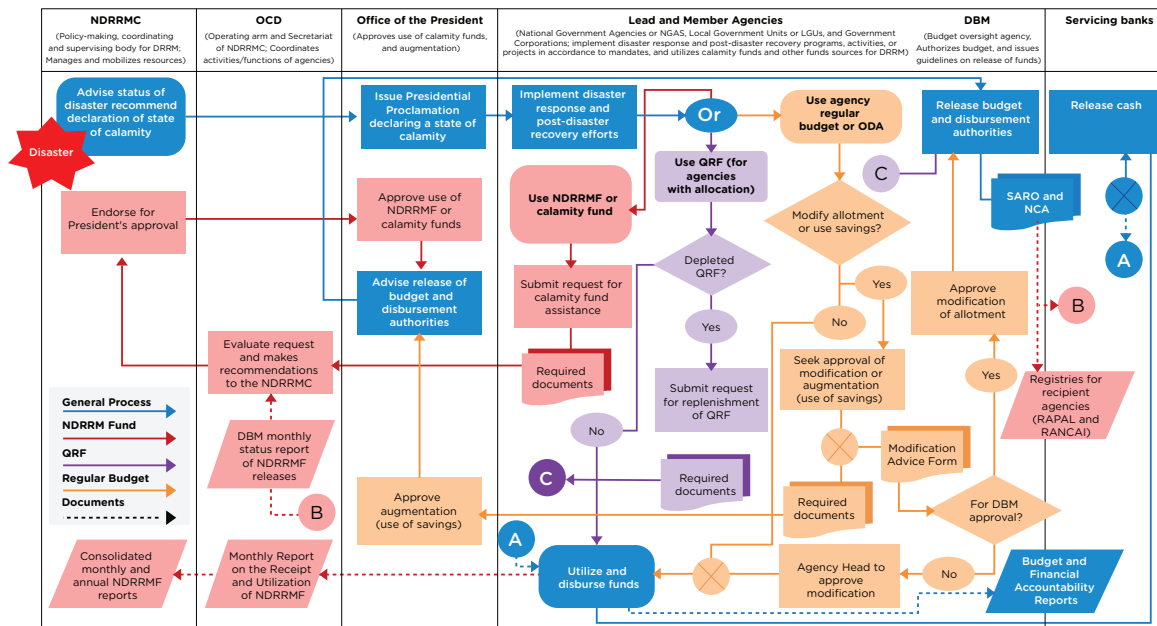 NDRRMC
(Policy-making, coordinating
and supervising body for DRRM;
Manages and mobilizes resources)
OCD
(Operating arm and Secretariat
of NDRRMC; Coordinates
activities/functions of agencies)
Office of the President
(Approves use of calamity funds,
and augmentation)
Lead and Member Agencies
(National Government Agencies or NGAS, Local Government Units or LGUs, and Government
Corporations; implement disaster response and post-disaster recovery programs, activities, or
projects in accordance to mandates, and utilizes calamity fund and other funds sources for DRRM)
DBM
(Budget oversight agency,
Authorizes budget, and issues
guidelines on release of funds)
Servicing banks
Advise status of
disaster recommend
declaration of state
of calamity
Disaster
Issue Presidential
Proclamation
declaring a state
of calamity
Implement disaster
response and
post-disaster
recovery efforts
Or
Use agency
regular
budget or ODA
Release budget
and disbursement
authorities
Release cash
Use QRF (for
agencies
with allocation)
C
SARO and
NCA
A
Endorse for
President's approval
Approve use of
NDRRMF or
calamity funds
Use NDRRMF or
calamity fund
Modify allotment
or use savings?
Depleted
QRF?
Advise release of
budget and
disbursement
authorities
Submit request for
calamity fund
assistance
Yes
No
Approve
modification
of allotment
B
Yes
Evaluate request
and makes
recommendations
to the NDRRMC
Required
documents
Submit request
for replenishment
of QRF
Seek approval of
modification or
augmentation
(use of savings)
Yes
Registries for
recipient
agencies
(RAPAL and
RANCAI)
General Process
NDRRM Fund
QRF
Regular Budget
Documents
DBM monthly
status report
of NDRRMF
releases
B
No
Modification
Advice Form
C
Required
documents
Approve
augmentation
(use of savings)
Required
documents
For DBM
approval?
A
Consolidated
monthly and
annual NDRRMF
reports
Monthly Report
on the Receipt
and Utilization
of NDRRMF
Utilize and
disburse funds
Agency Head to
approve
modification
No
Budget and
Financial
Accountability
Reports